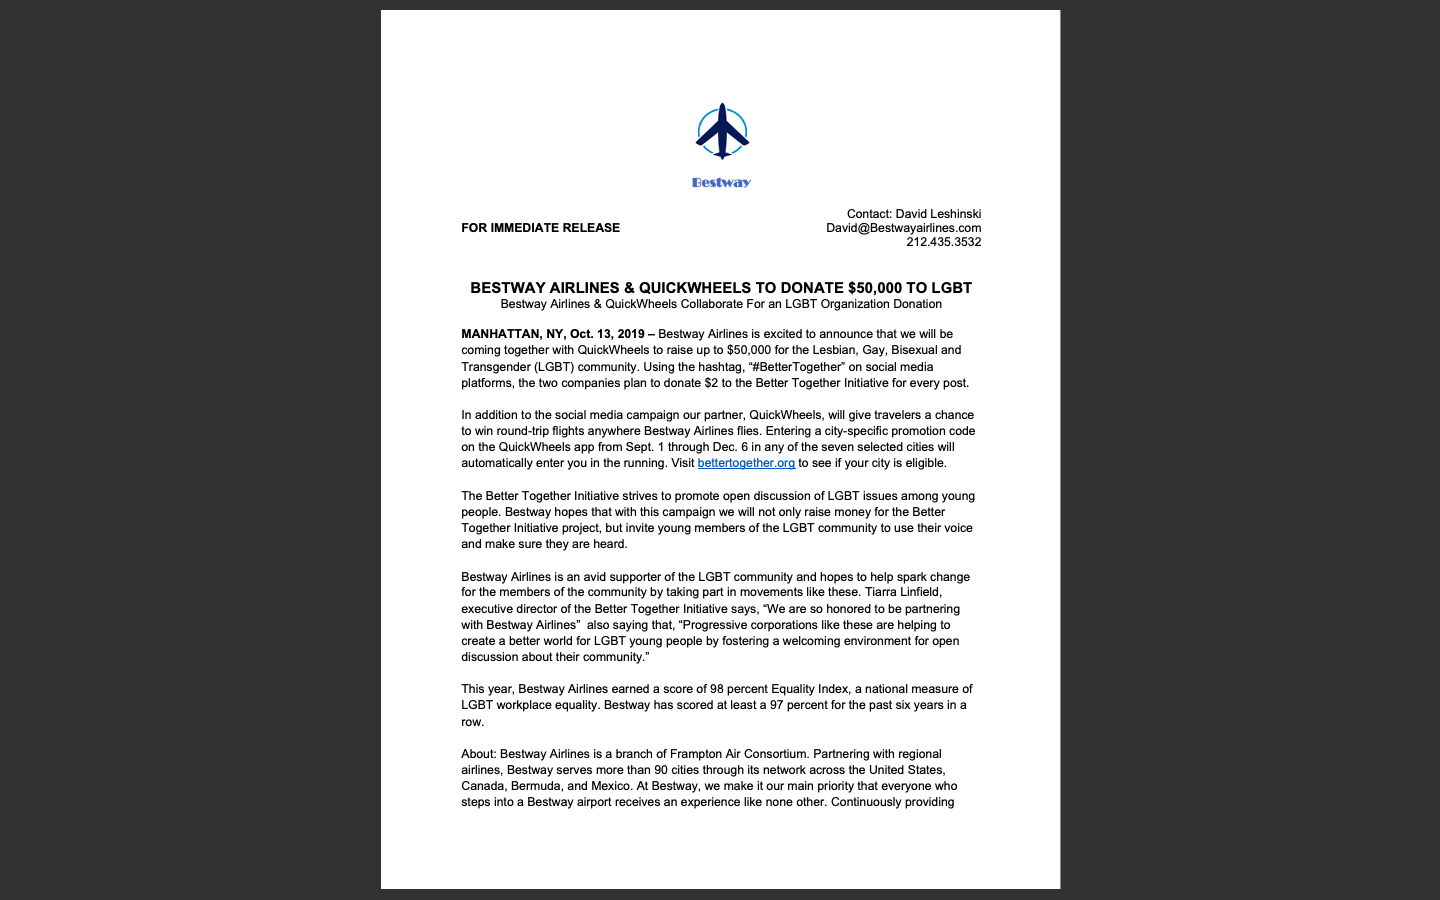 Bestway
Contact: David Leshinski
FOR IMMEDIATE RELEASE
David@Bestwayairlines.com
212.435.3532
BESTWAY AIRLINES & QUICKWHEELS TO DONATE $50,000 TO LGBT
Bestway Airlines & QuickWheels Collaborate For an LGBT Organization Donation
MANHATTAN, NY, Oct. 13, 2019 – Bestway Airlines is excited to announce that we will be
coming together with QuickWheels to raise up to $50,000 for the Lesbian, Gay, Bisexual and
Transgender (LGBT) community. Using the hashtag, “#BetterTogether” on social media
platforms, the two companies plan to donate $2 to the Better Together Initiative for every post.
In addition to the social media campaign our partner, QuickWheels, will give travelers a chance
to win round-trip flights anywhere Bestway Airlines flies. Entering a city-specific promotion code
on the QuickWheels app from Sept. 1 through Dec. 6 in any of the seven selected cities will
automatically enter you in the running. Visit bettertogether.org to see if your city is eligible.
The Better Together Initiative strives to promote open discussion of LGBT issues among young
people. Bestway hopes that with this campaign we will not only raise money for the Better
Together Initiative project, but invite young members of the LGBT community to use their voice
and make sure they are heard.
Bestway Airlines is an avid supporter of the LGBT community and hopes to help spark change
for the members of the community by taking part in movements like these. Tiarra Linfield,
executive director of the Better Together Initiative says, “We are so honored to be partnering
with Bestway Airlines”  also saying that, “Progressive corporations like these are helping to
create a better world for LGBT young people by fostering a welcoming environment for open
discussion about their community.”
This year, Bestway Airlines earned a score of 98 percent Equality Index, a national measure of
LGBT workplace equality. Bestway has scored at least a 97 percent for the past six years in a
row.
About: Bestway Airlines is a branch of Frampton Air Consortium. Partnering with regional
airlines, Bestway serves more than 90 cities through its network across the United States,
Canada, Bermuda, and Mexico. At Bestway, we make it our main priority that everyone who
steps into a Bestway airport receives an experience like none other. Continuously providing